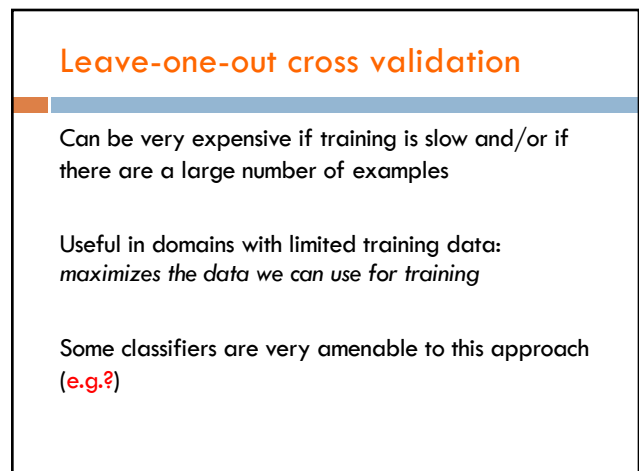 Leave-one-out cross validation
Can be very expensive if training is slow and/or if
there are a large number of examples
Useful in domains with limited training data:
maximizes the data we can use for training
Some classifiers are very amenable to this approach
(e.g.?)